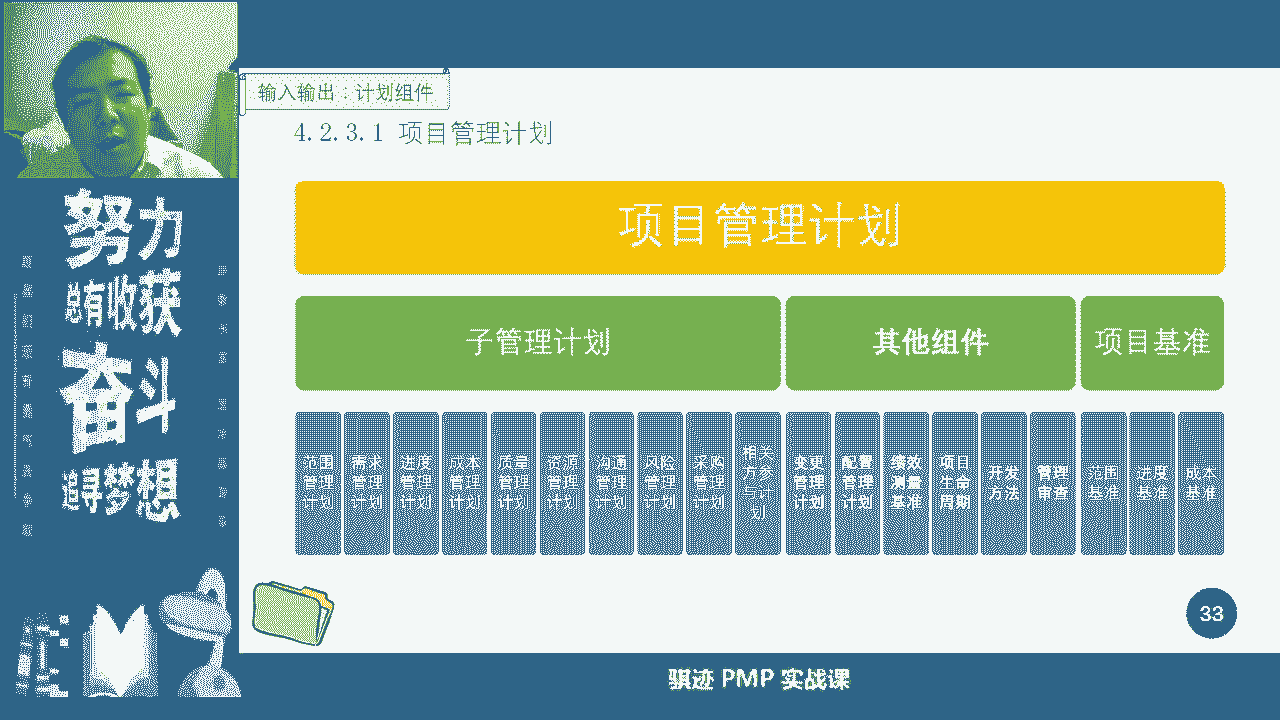 输入输出：计划组件
4.2.3.1 项目管理计划
项目管理计划
子管理计划
其他组件
项目基准
范围管理计划
需求管理计划
进度管理计划
成本管理计划
质量管理计划
资源管理计划
沟通管理计划
风险管理计划
采购管理计划
相关方参与计划
变更管理计划
配置管理计划
绩效测量基准
项目生命周期
开发方法
管理审查
范围基准
进度基准
成本基准
33
努力
总有收获
奋斗
追寻梦想
骐迹 PMP 实战课